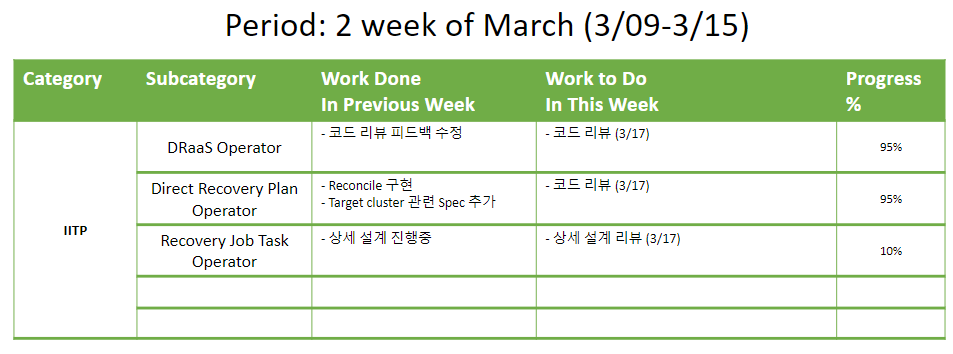 Period: 2 week of March (3/09-3/15)
Category Subcategory Work Done In Previous Week Work to Do In This Week Progress %
IITP
DRaaS Operator
- 코드 리뷰 피드백 수정
- 코드 리뷰 (3/17)
95%
Direct Recovery Plan
Operator
- Reconcile 구현
- Target cluster 관련 Spec 추가
- 코드 리뷰 (3/17)
95%
Recovery Job Task
Operator
- 상세 설계 진행중
- 상세 설계 리뷰 (3/17)
10%